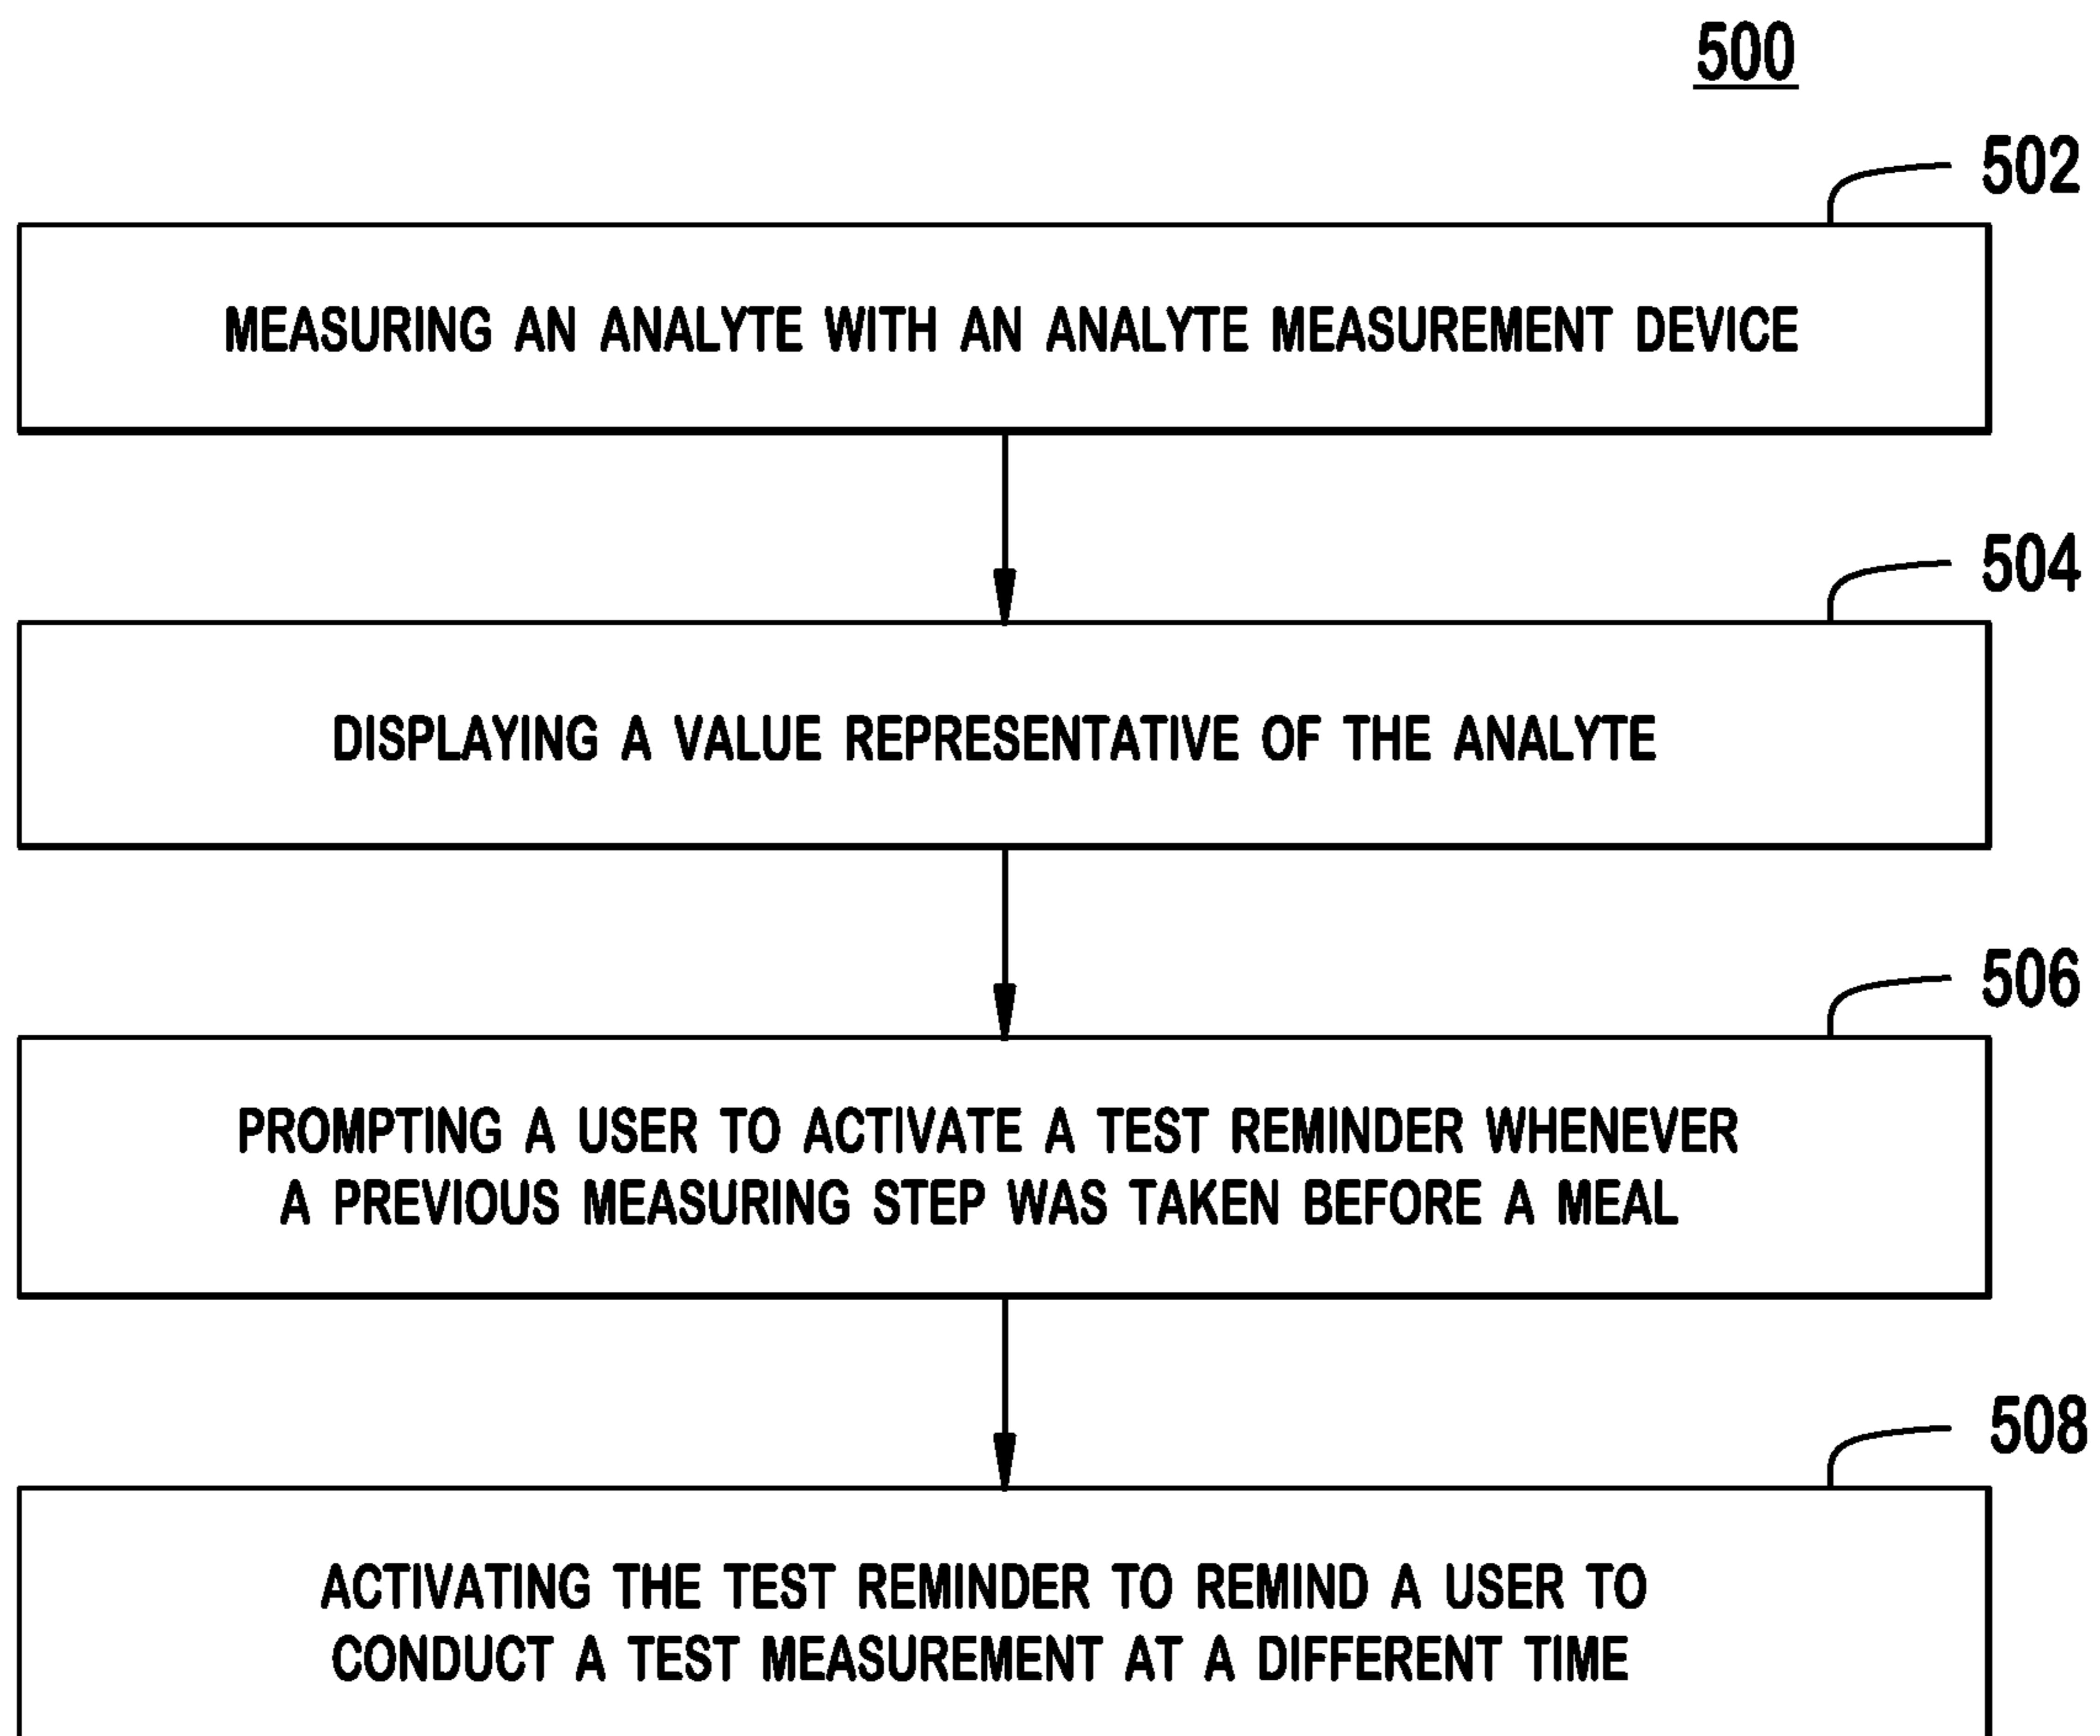 500
502
MEASURING AN ANALYTE WITH AN ANALYTE MEASUREMENT DEVICE
504
DISPLAYING A VALUE REPRESENTATIVE OF THE ANALYTE
506
PROMPTING A USER TO ACTIVATE A TEST REMINDER WHENEVER
A PREVIOUS MEASURING STEP WAS TAKEN BEFORE A MEAL
508
ACTIVATING THE TEST REMINDER TO REMIND A USER TO
CONDUCT A TEST MEASUREMENT AT A DIFFERENT TIME